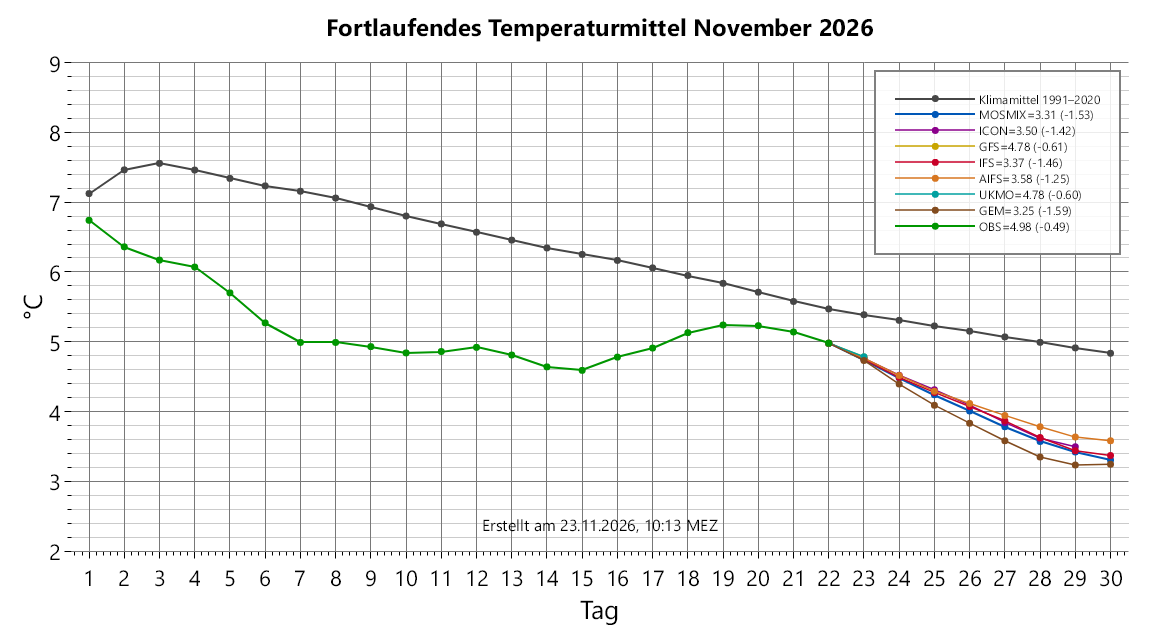 Fortlaufendes Temperaturmittel November 2026
9
8
7
6
5
4
3
2
°C
Klimamittel 1991–2020
MOSMIX=3.31 (-1.53)
ICON=3.50 (-1.42)
GFS=4.78 (-0.61)
IFS=3.37 (-1.46)
AIFS=3.58 (-1.25)
UKMO=4.78 (-0.60)
GEM=3.25 (-1.59)
OBS=4.98 (-0.49)
Erstellt am 23.11.2026, 10:13 MEZ
1 2 3 4 5 6 7 8 9 10 11 12 13 14 15 16 17 18 19 20 21 22 23 24 25 26 27 28 29 30
Tag